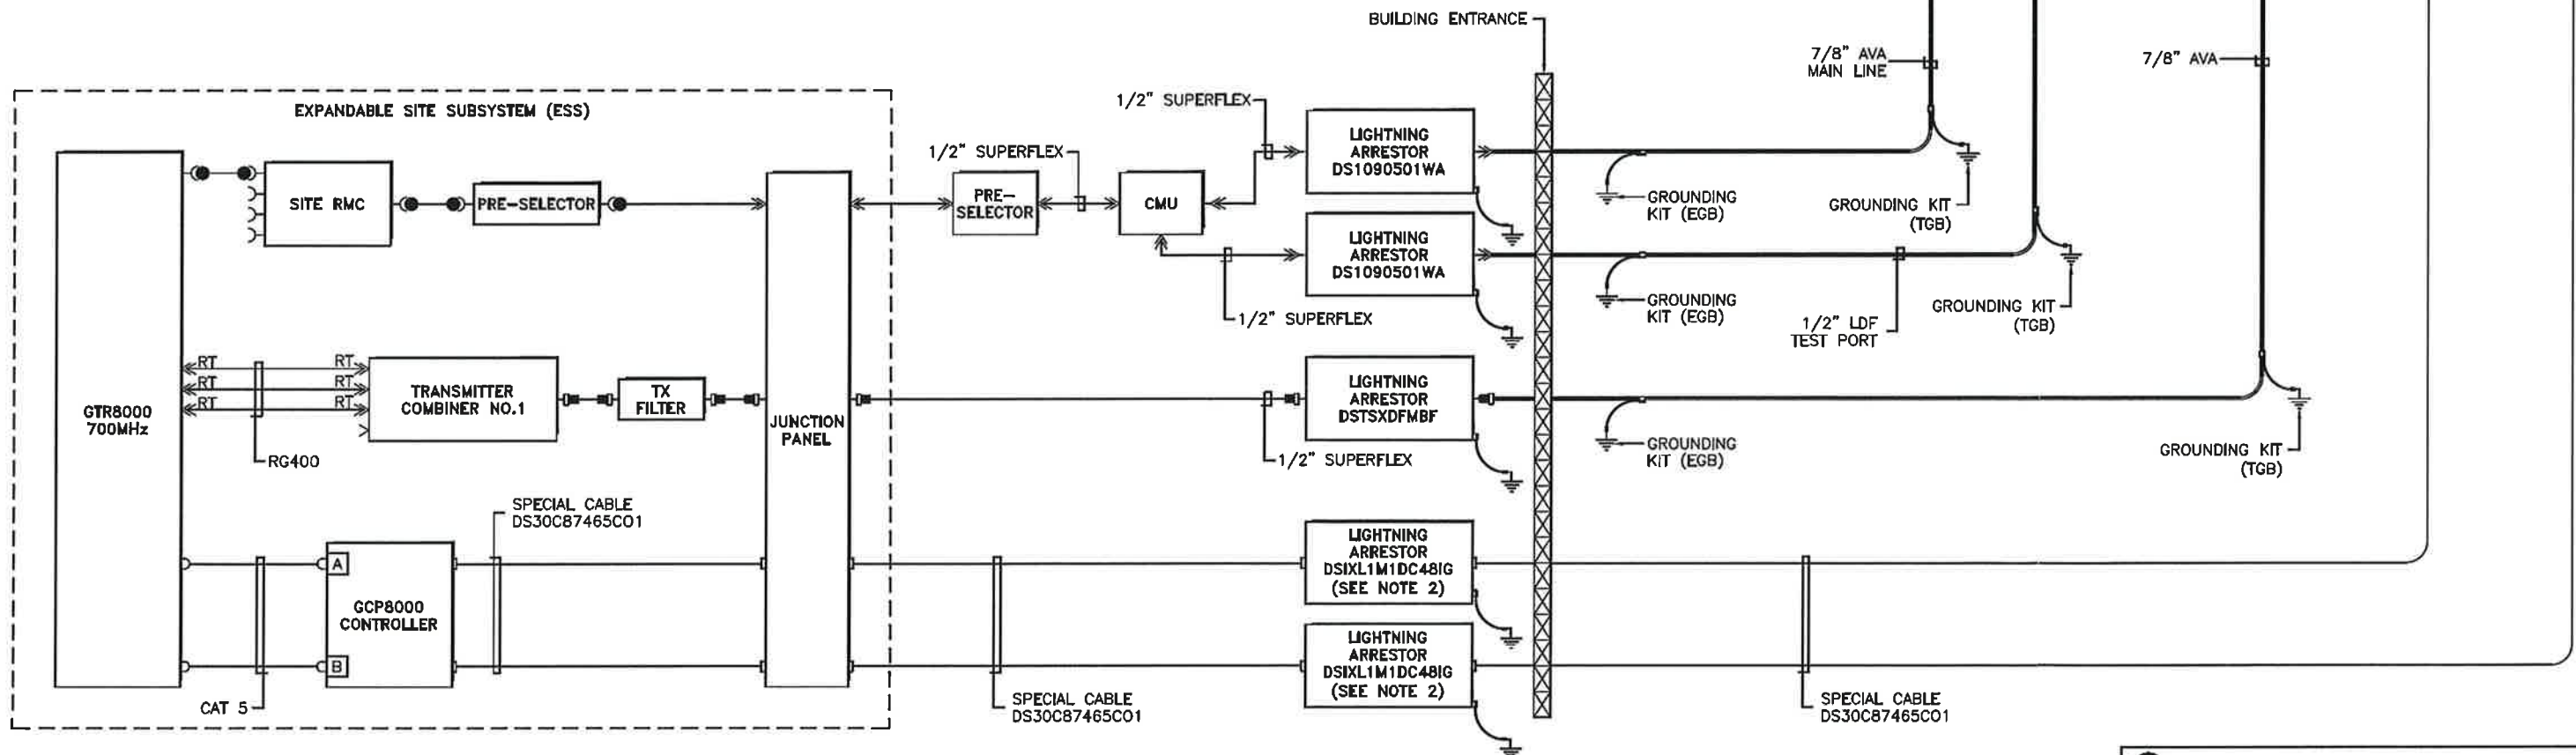 BUILDING ENTRANCE
7/8" AVA
MAIN LINE
7/8" AVA
EXPANDABLE SITE SUBSYSTEM (ESS)
1/2" SUPERFLEX
LIGHTNING
ARRESTOR
DS1090501WA
1/2" SUPERFLEX
SITE RMC
PRE-SELECTOR
PRE-
SELECTOR
CMU
GROUNDING
KIT (EGB)
GROUNDING KIT
(TGB)
LIGHTNING
ARRESTOR
DS1090501WA
1/2" SUPERFLEX
GROUNDING
KIT (EGB)
1/2" LDF
TEST PORT
GROUNDING KIT
(TGB)
GTR8000
700MHz
RT
RT
RT
RT
RT
RT
RG400
TRANSMITTER
COMBINER NO.1
TX
FILTER
JUNCTION
PANEL
LIGHTNING
ARRESTOR
DSTSXDFMBF
1/2" SUPERFLEX
GROUNDING
KIT (EGB)
GROUNDING KIT
(TGB)
SPECIAL CABLE
DS30C87465CO1
A
GCP8000
CONTROLLER
B
CAT 5
LIGHTNING
ARRESTOR
DSIXL1M1DC48IG
(SEE NOTE 2)
LIGHTNING
ARRESTOR
DSIXL1M1DC48IG
(SEE NOTE 2)
SPECIAL CABLE
DS30C87465CO1
SPECIAL CABLE
DS30C87465CO1